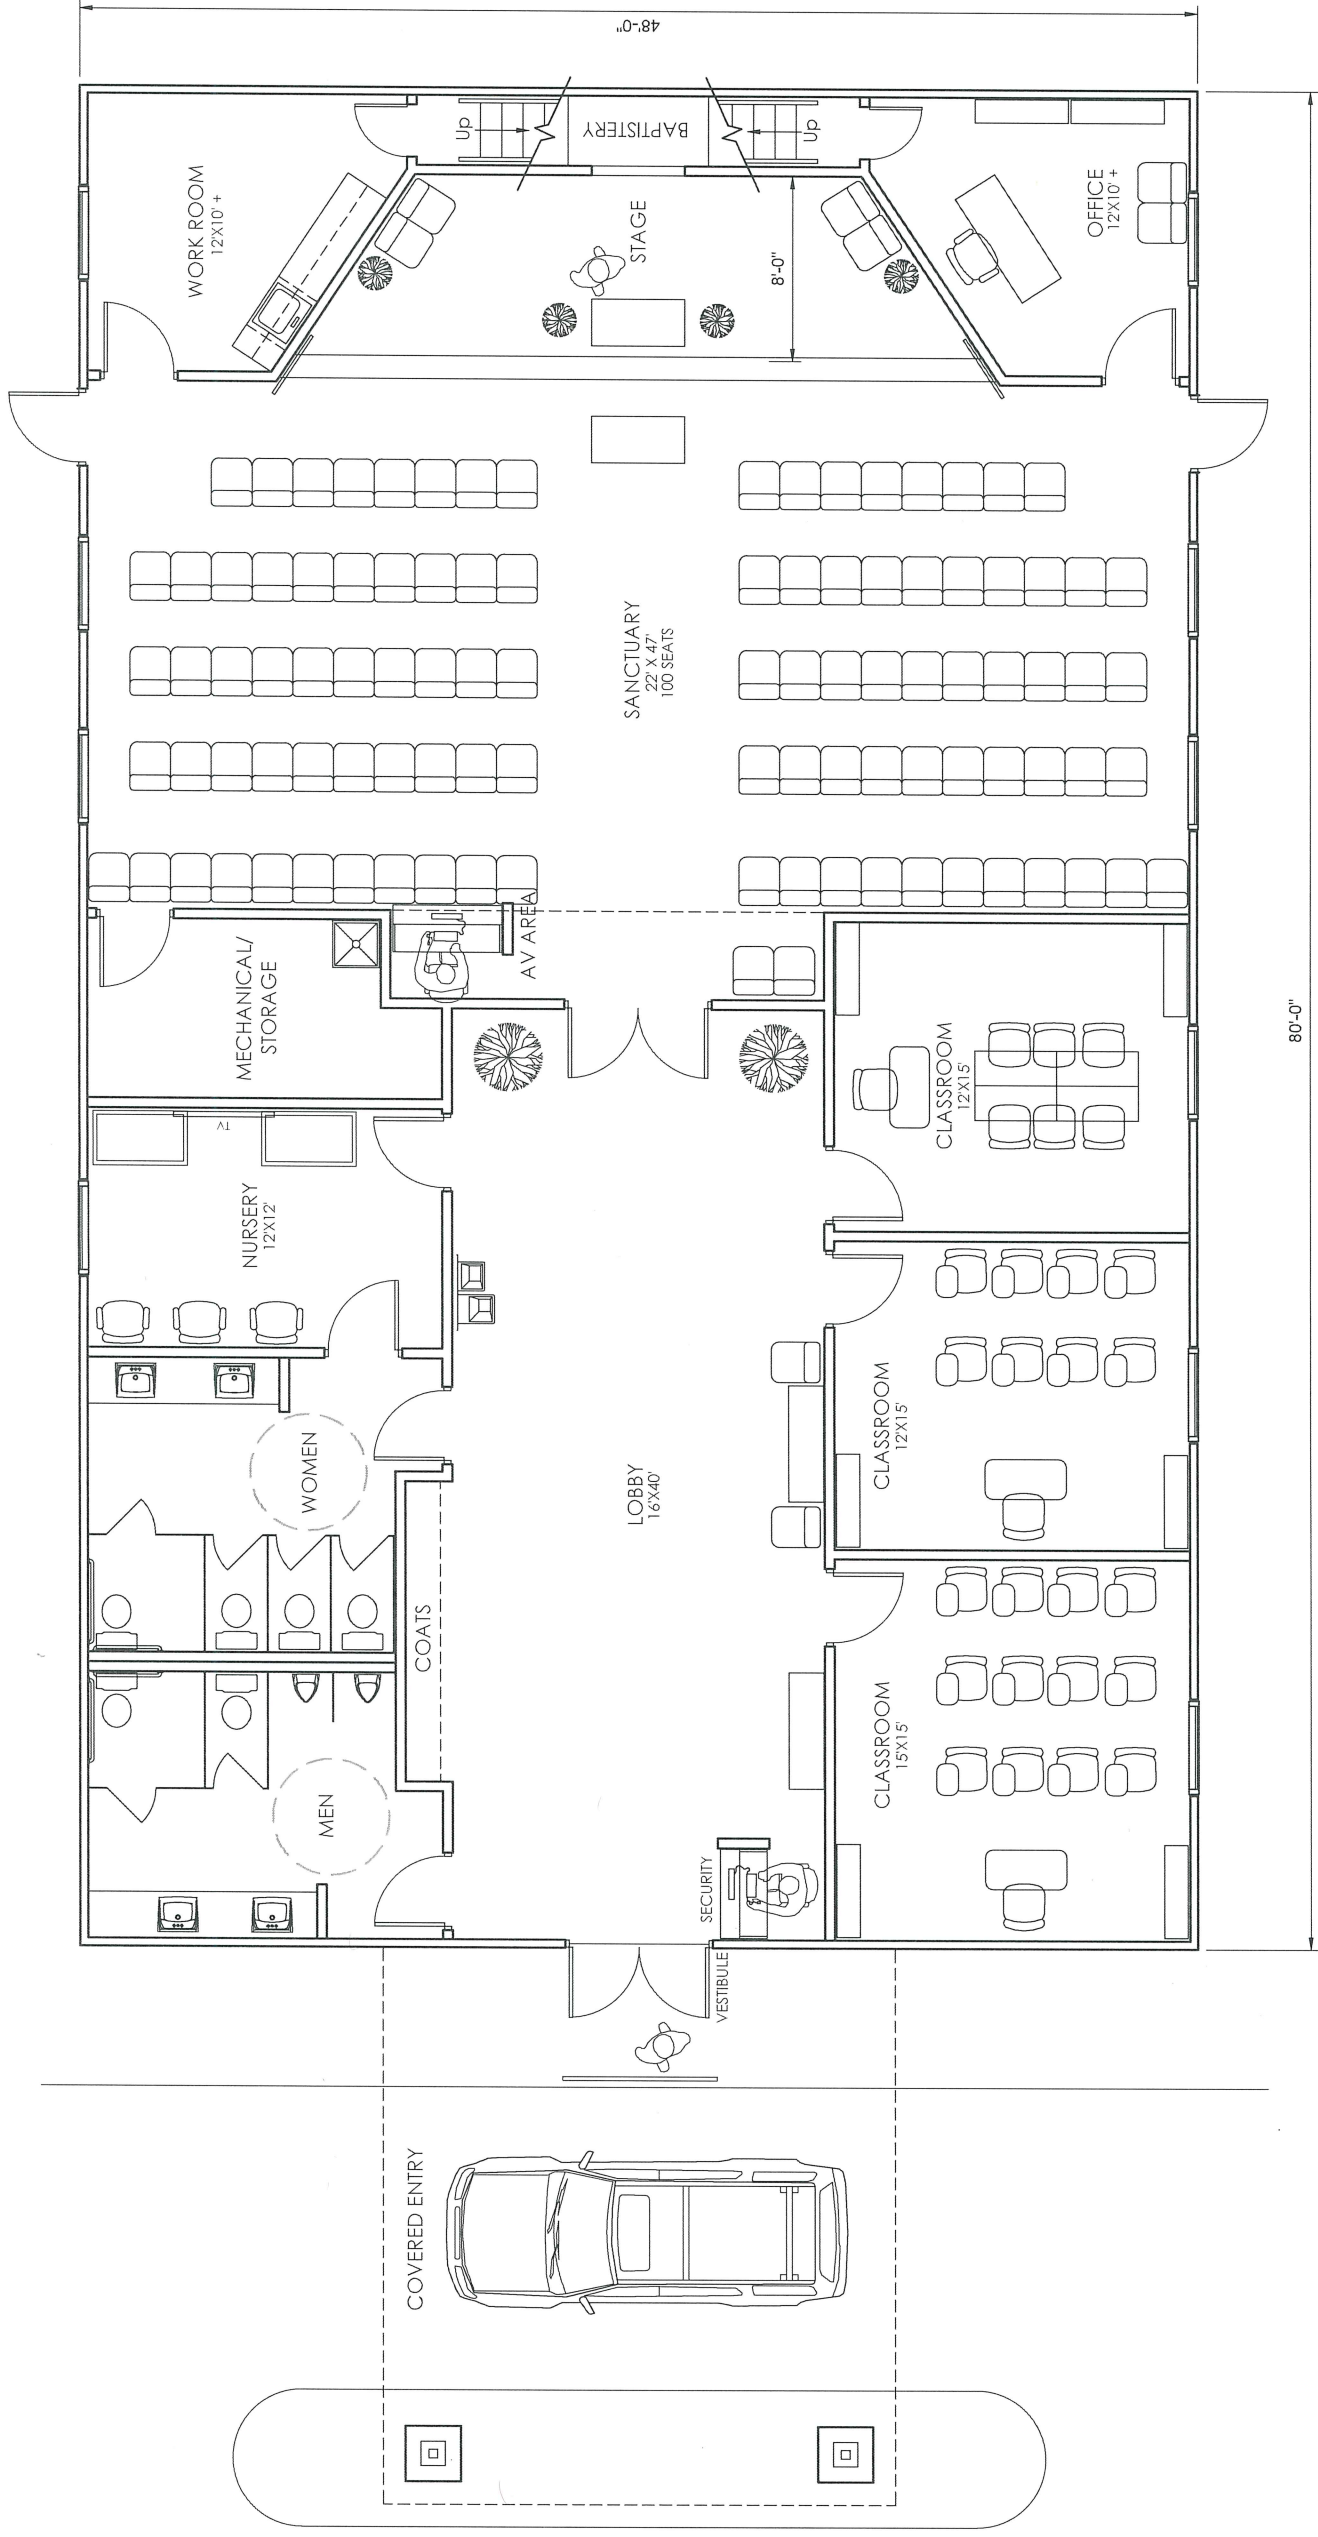 48'-0"
Up
BAPTISTERY
Up
WORK ROOM
12'X10' +
STAGE
8'-0"
OFFICE
12'X10' +
SANCTUARY
22' X 47'
100 SEATS
AV AREA
MECHANICAL/
STORAGE
80'-0"
CLASSROOM
12'X15'
TV
NURSERY
12'X12'
WOMEN
CLASSROOM
12'X15'
LOBBY
16'X40'
COATS
CLASSROOM
15'X15'
MEN
SECURITY
VESTIBULE
COVERED ENTRY